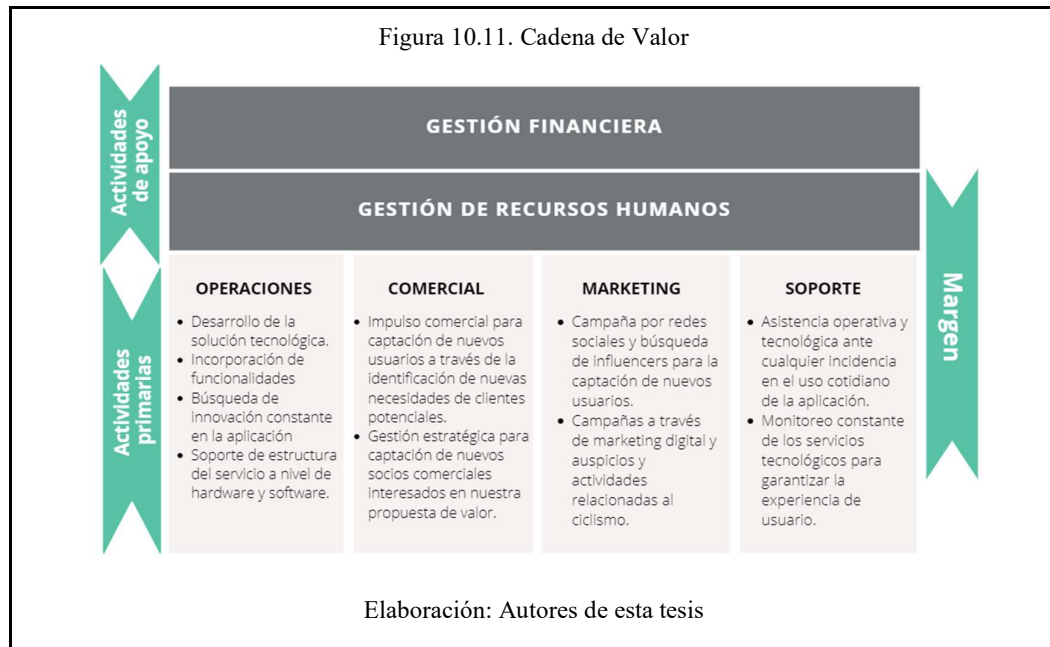 Figura 10.11. Cadena de Valor
Actividades
de apoyo
GESTIÓN FINANCIERA
GESTIÓN DE RECURSOS HUMANOS
Actividades
primarias
OPERACIONES
• Desarrollo de la
solución tecnológica.
• Incorporación de
funcionalidades
• Búsqueda de
innovación constante
en la aplicación
• Soporte de estructura
del servicio a nivel de
hardware y software.
COMERCIAL
• Impulso comercial para
captación de nuevos
usuarios a través de la
identificación de nuevas
necesidades de clientes
potenciales.
• Gestión estratégica para
captación de nuevos
socios comerciales
interesados en nuestra
propuesta de valor.
MARKETING
• Campaña por redes
sociales y búsqueda
de influencers para la
captación de nuevos
usuarios.
• Campañas a través
de marketing digital y
auspicios y
actividades
relacionadas al
ciclismo.
SOPORTE
• Asistencia operativa y
tecnológica ante
cualquier incidencia
en el uso cotidiano
de la aplicación.
• Monitoreo constante
de los servicios
tecnológicos para
garantizar la
experiencia de
usuario.
Margen
Elaboración: Autores de esta tesis